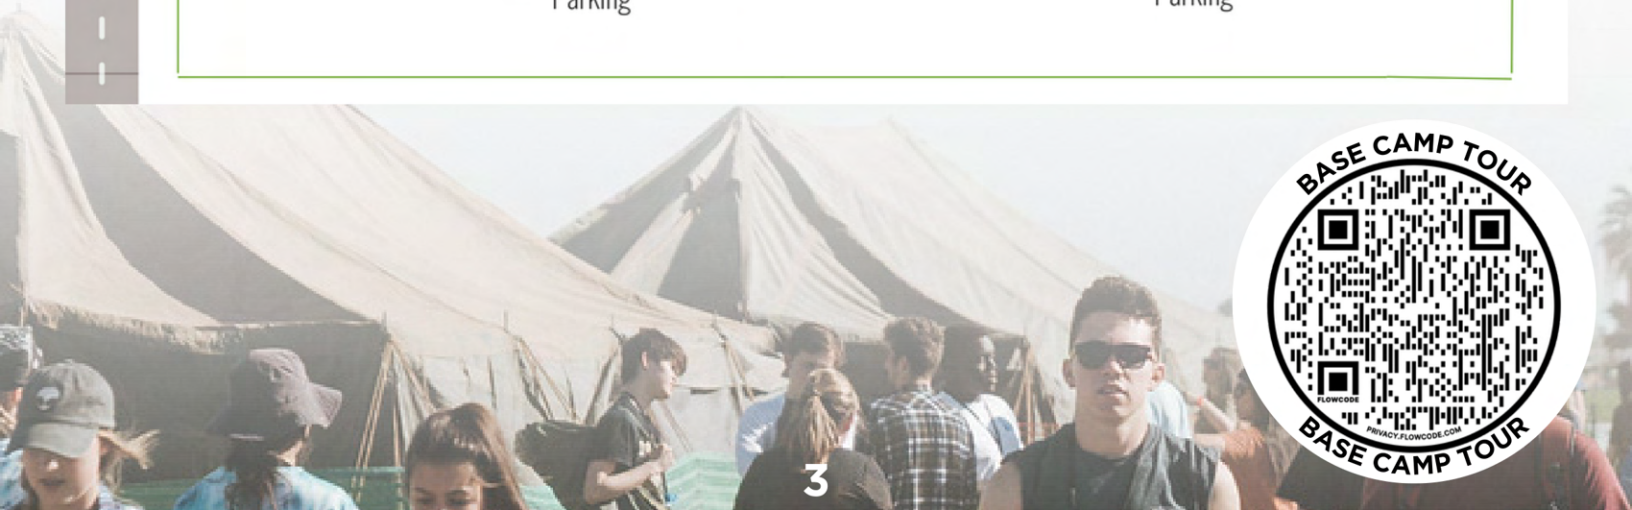 Parking
Parking
BASE CAMP TOUR
FLOWCODE
PRIVACY.FLOWCODE.COM
BASE CAMP TOUR
3